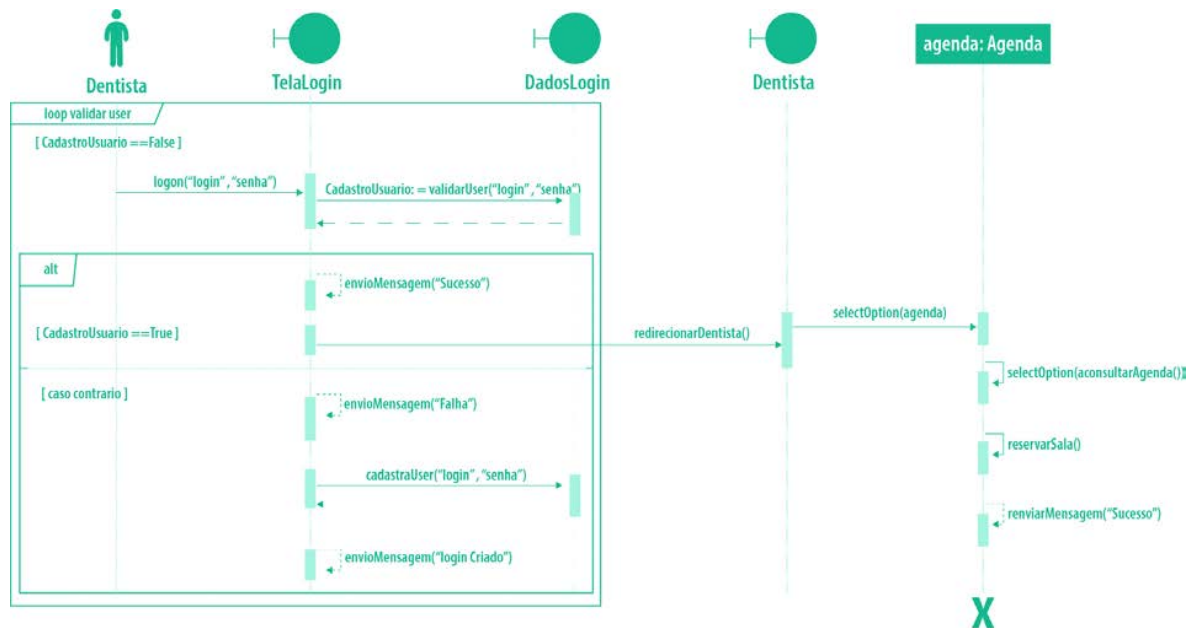 agenda: Agenda
Dentista
TelaLogin
DadosLogin
Dentista
loop validar user
[ CadastroUsuario ==False ]
logon("login", "senha")
CadastroUsuario: = validarUser("login", "senha")
alt
envioMensagem("Sucesso")
[ CadastroUsuario ==True ]
redirecionarDentista()
selectOption(agenda)
selectOption(aconsultarAgenda())
[ caso contrario ]
envioMensagem("Falha")
reservarSala()
cadastraUser("login", "senha")
renviarMensagem("Sucesso")
envioMensagem("login Criado")
X